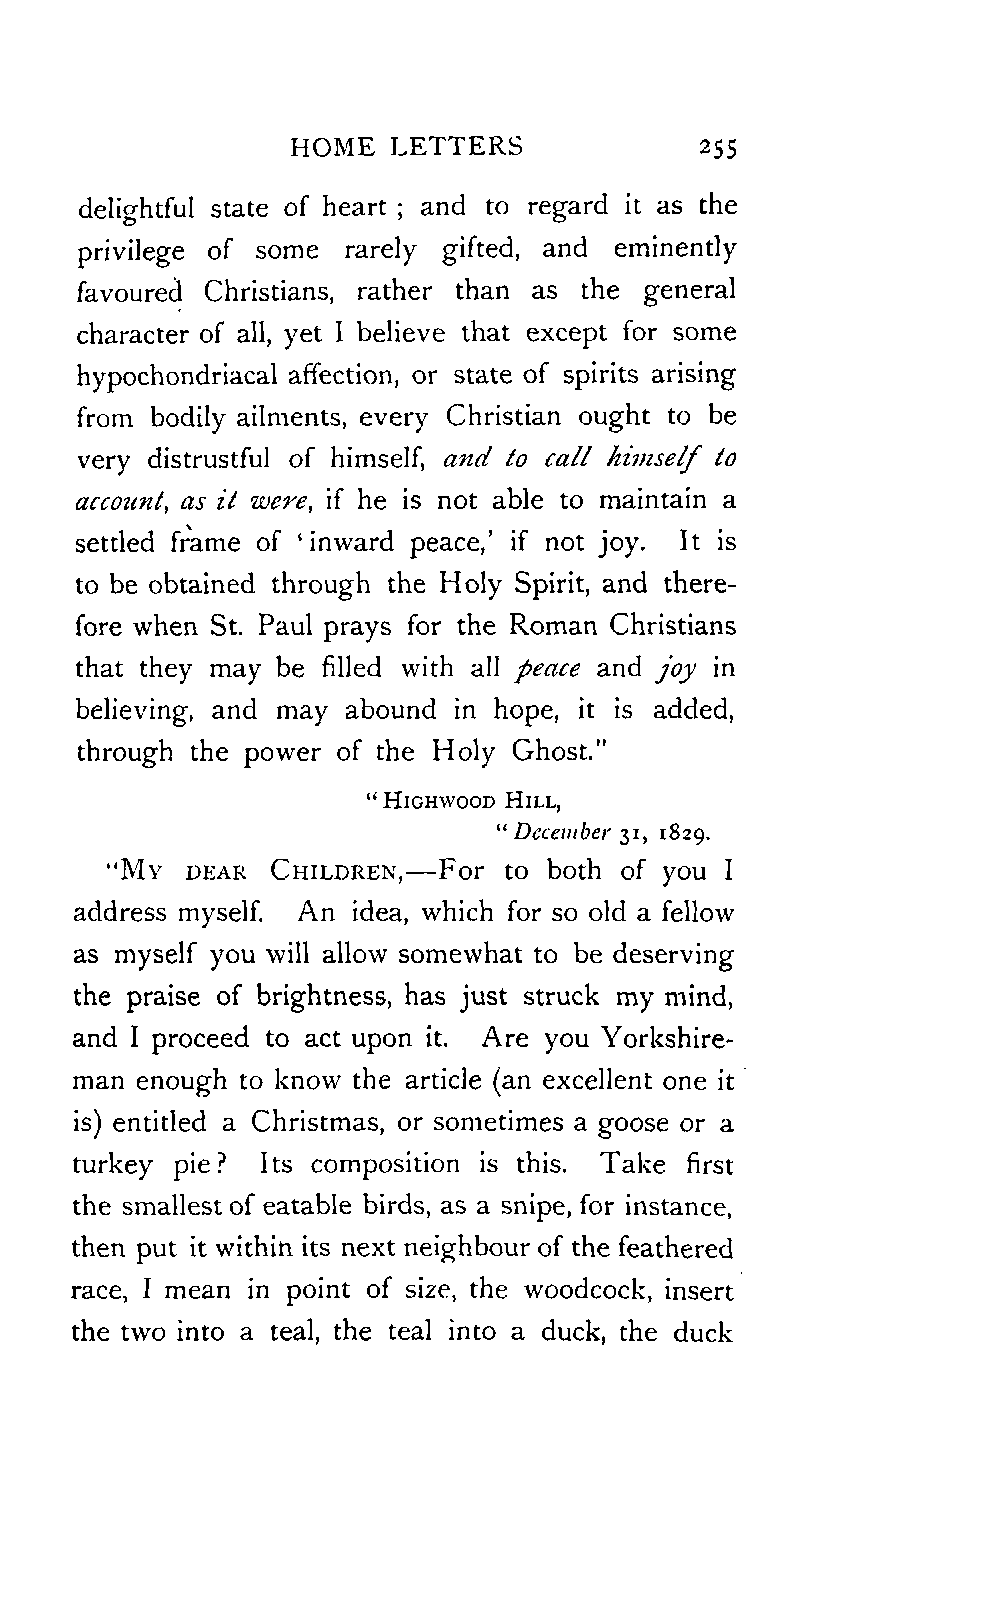 HOME LETTERS 255
delightful state of heart ; and to regard it as the
privilege of some rarely gifted, and eminently
favoured Christians, rather than as the general
character of all, yet I believe that except for some
hypochondriacal affection, or state of spirits arising
from bodily ailments, every Christian ought to be
very distrustful of himself, and to call himself to
account, as it were, if he is not able to maintain a
settled frame of ‘inward peace,’ if not joy. It is
to be obtained through the Holy Spirit, and there-
fore when St. Paul prays for the Roman Christians
that they may be filled with all peace and joy in
believing, and may abound in hope, it is added,
through the power of the Holy Ghost."
“HIGHWOOD HILL,
“December 31, 1829.
“MY DEAR CHILDREN,—For to both of you I
address myself. An idea, which for so old a fellow
as myself you will allow somewhat to be deserving
the praise of brightness, has just struck my mind,
and I proceed to act upon it. Are you Yorkshire-
man enough to know the article (an excellent one it
is) entitled a Christmas, or sometimes a goose or a
turkey pie? Its composition is this. Take first
the smallest of eatable birds, as a snipe, for instance,
then put it within its next neighbour of the feathered
race, I mean in point of size, the woodcock, insert
the two into a teal, the teal into a duck, the duck